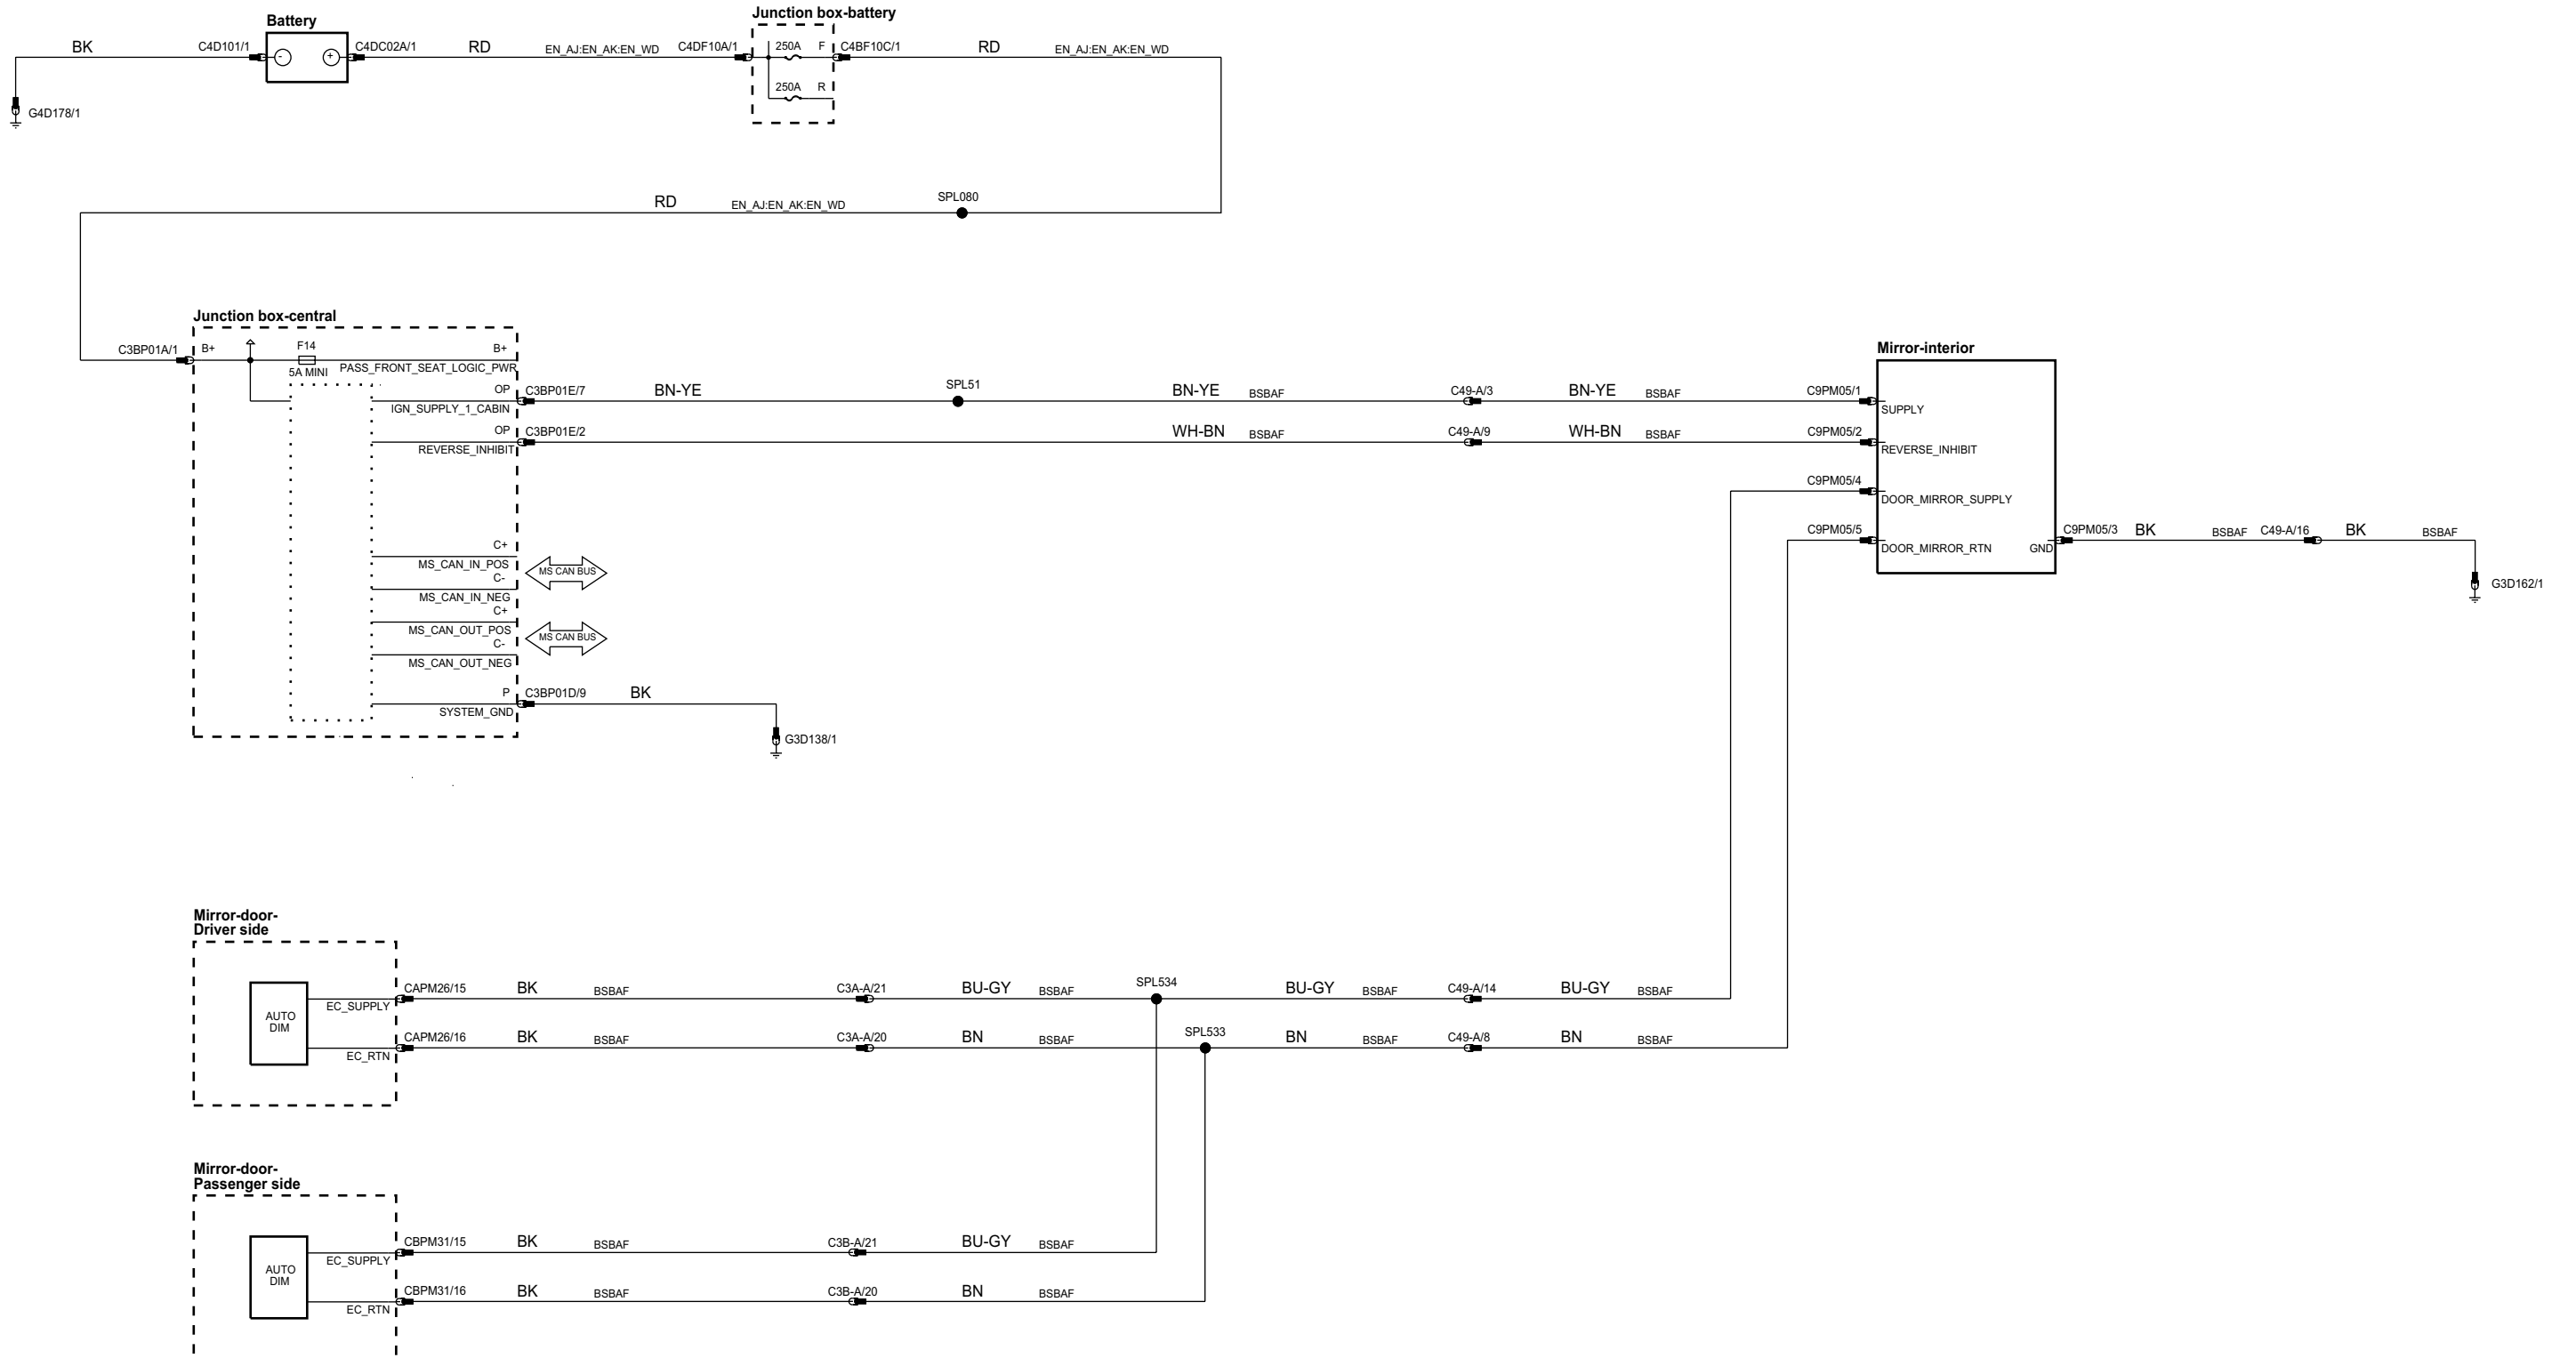 Battery
Junction box-battery
BK
C4D101/1
-
+
C4DC02A/1
RD
EN_AJ:EN_AK:EN_WD
C4DF10A/1
250A
F
C4BF10C/1
RD
EN_AJ:EN_AK:EN_WD
250A
R
G4D178/1
RD
EN_AJ:EN_AK:EN_WD
SPL080
Junction box-central
C3BP01A/1
B+
F14
B+
5A MINI
PASS_FRONT_SEAT_LOGIC_PWR
OP
C3BP01E/7
BN-YE
SPL51
BN-YE
BSBAF
C49-A/3
BN-YE
BSBAF
C9PM05/1
IGN_SUPPLY_1_CABIN
OP
C3BP01E/2
WH-BN
BSBAF
C49-A/9
WH-BN
BSBAF
C9PM05/2
REVERSE_INHIBIT
Mirror-interior
SUPPLY
REVERSE_INHIBIT
C9PM05/4
DOOR_MIRROR_SUPPLY
C9PM05/5
DOOR_MIRROR_RTN
GND
C9PM05/3
BK
BSBAF
C49-A/16
BK
BSBAF
G3D162/1
C+
MS_CAN_IN_POS
C-
MS CAN BUS
MS_CAN_IN_NEG
C+
MS_CAN_OUT_POS
C-
MS CAN BUS
MS_CAN_OUT_NEG
P
C3BP01D/9
BK
SYSTEM_GND
G3D138/1
Mirror-door-
Driver side
AUTO
DIM
EC_SUPPLY
CAPM26/15
BK
BSBAF
C3A-A/21
BU-GY
BSBAF
SPL534
BU-GY
BSBAF
C49-A/14
BU-GY
BSBAF
EC_RTN
CAPM26/16
BK
BSBAF
C3A-A/20
BN
BSBAF
SPL533
BN
BSBAF
C49-A/8
BN
BSBAF
Mirror-door-
Passenger side
AUTO
DIM
EC_SUPPLY
CBPM31/15
BK
BSBAF
C3B-A/21
BU-GY
BSBAF
EC_RTN
CBPM31/16
BK
BSBAF
C3B-A/20
BN
BSBAF